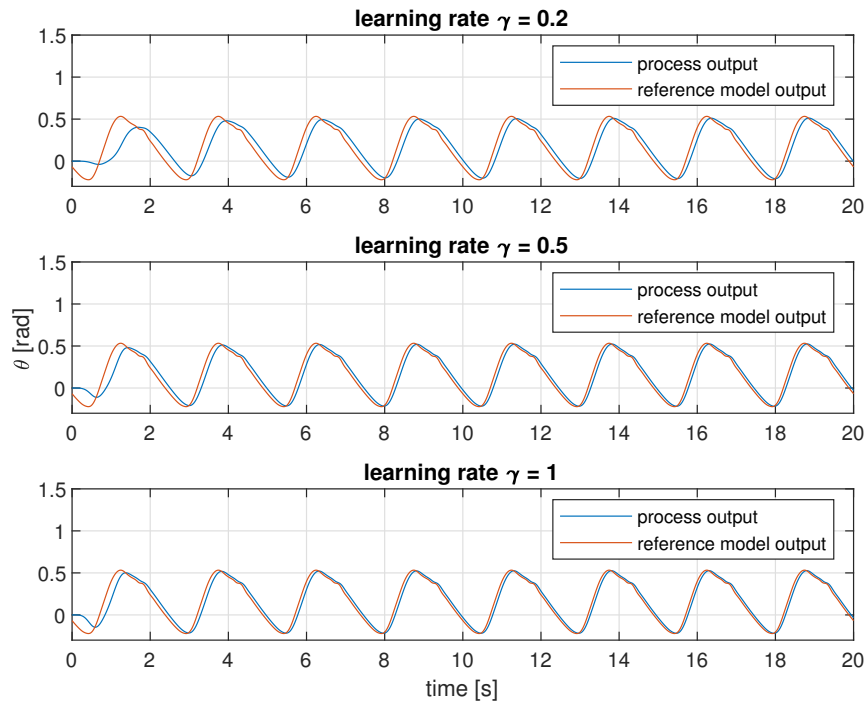 learning rate γ = 0.2
1.5
1
0.5
0
process output
reference model output
0 2 4 6 8 10 12 14 16 18 20
learning rate γ = 0.5
θ [rad]
1.5
1
0.5
0
process output
reference model output
0 2 4 6 8 10 12 14 16 18 20
learning rate γ = 1
1.5
1
0.5
0
process output
reference model output
0 2 4 6 8 10 12 14 16 18 20
time [s]